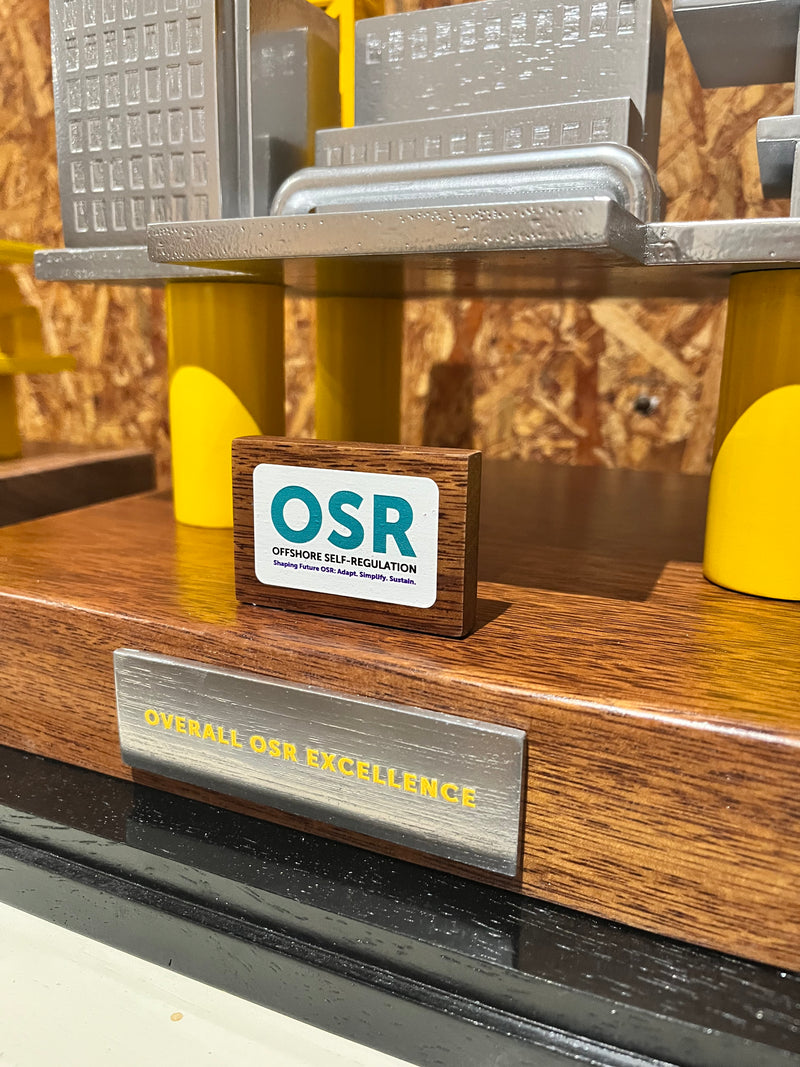 OSR
OFFSHORE SELF-REGULATION
Shaping Future OSR: Adapt. Simplify. Sustain.
OVERALL OSR EXCELLENCE